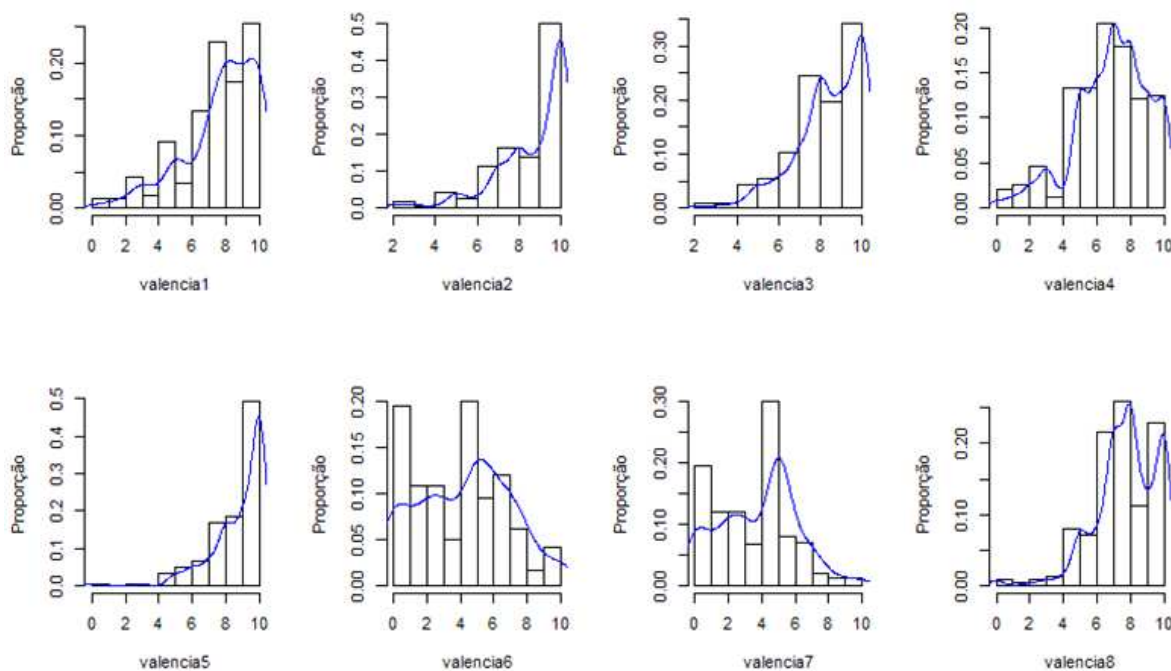 Proporção
0.00 0.10 0.20
0 2 4 6 8 10
valencia1
Proporção
0.0 0.1 0.2 0.3 0.4 0.5
2 4 6 8 10
valencia2
Proporção
0.00 0.10 0.20 0.30
2 4 6 8 10
valencia3
Proporção
0.00 0.05 0.10 0.15 0.20
0 2 4 6 8 10
valencia4
Proporção
0.0 0.1 0.2 0.3 0.4 0.5
0 2 4 6 8 10
valencia5
Proporção
0.00 0.05 0.10 0.15 0.20
0 2 4 6 8 10
valencia6
Proporção
0.00 0.10 0.20 0.30
0 2 4 6 8 10
valencia7
Proporção
0.00 0.10 0.20
0 2 4 6 8 10
valencia8